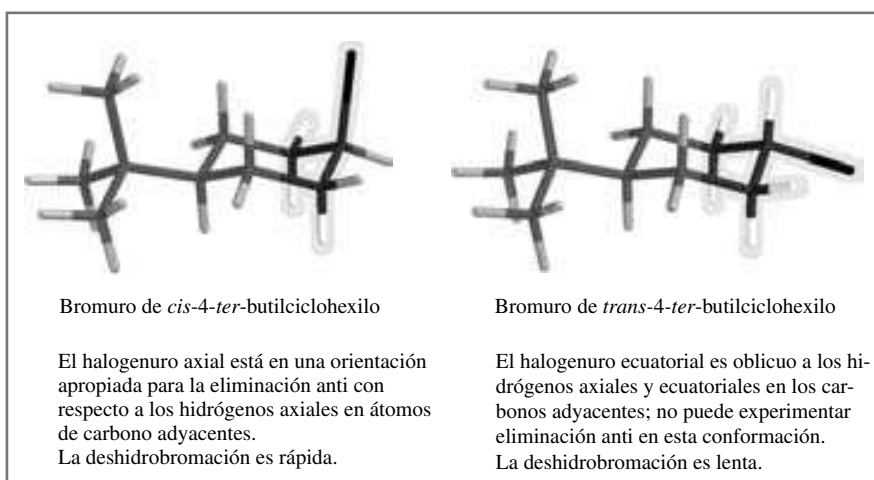 Bromuro de cis-4-ter-butilciclohexilo
El halogenuro axial está en una orientación
apropiada para la eliminación anti con
respecto a los hidrógenos axiales en átomos
de carbono adyacentes.
La deshidrobromación es rápida.
Bromuro de trans-4-ter-butilciclohexilo
El halogenuro ecuatorial es oblicuo a los hi-
drógenos axiales y ecuatoriales en los car-
bonos adyacentes; no puede experimentar
eliminación anti en esta conformación.
La deshidrobromación es lenta.